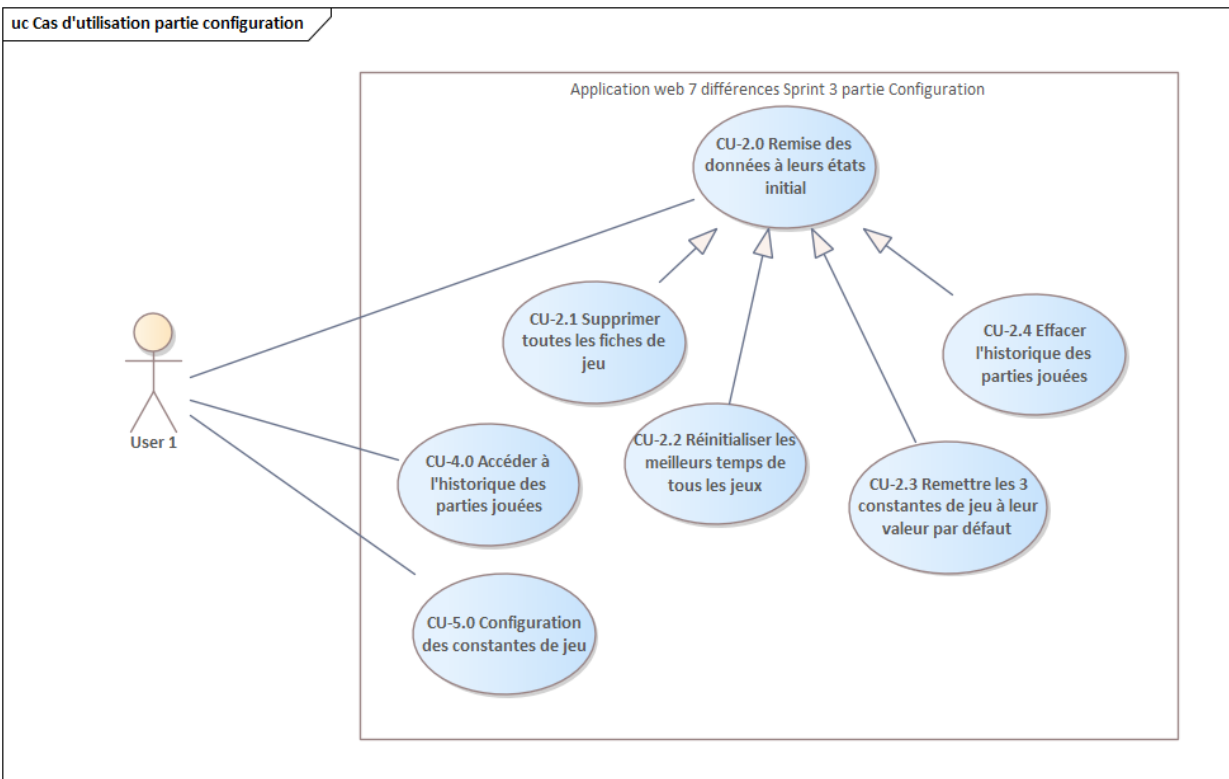 uc Cas d'utilisation partie configuration
Application web 7 différences Sprint 3 partie Configuration
CU-2.0 Remise des
données à leurs états
initial
CU-2.1 Supprimer
toutes les fiches de
jeu
CU-2.4 Effacer
l'historique des
parties jouées
User 1
CU-4.0 Accéder à
l'historique des
parties jouées
CU-2.2 Réinitialiser les
meilleurs temps de
tous les jeux
CU-2.3 Remettre les 3
constantes de jeu à leur
valeur par défaut
CU-5.0 Configuration
des constantes de jeu